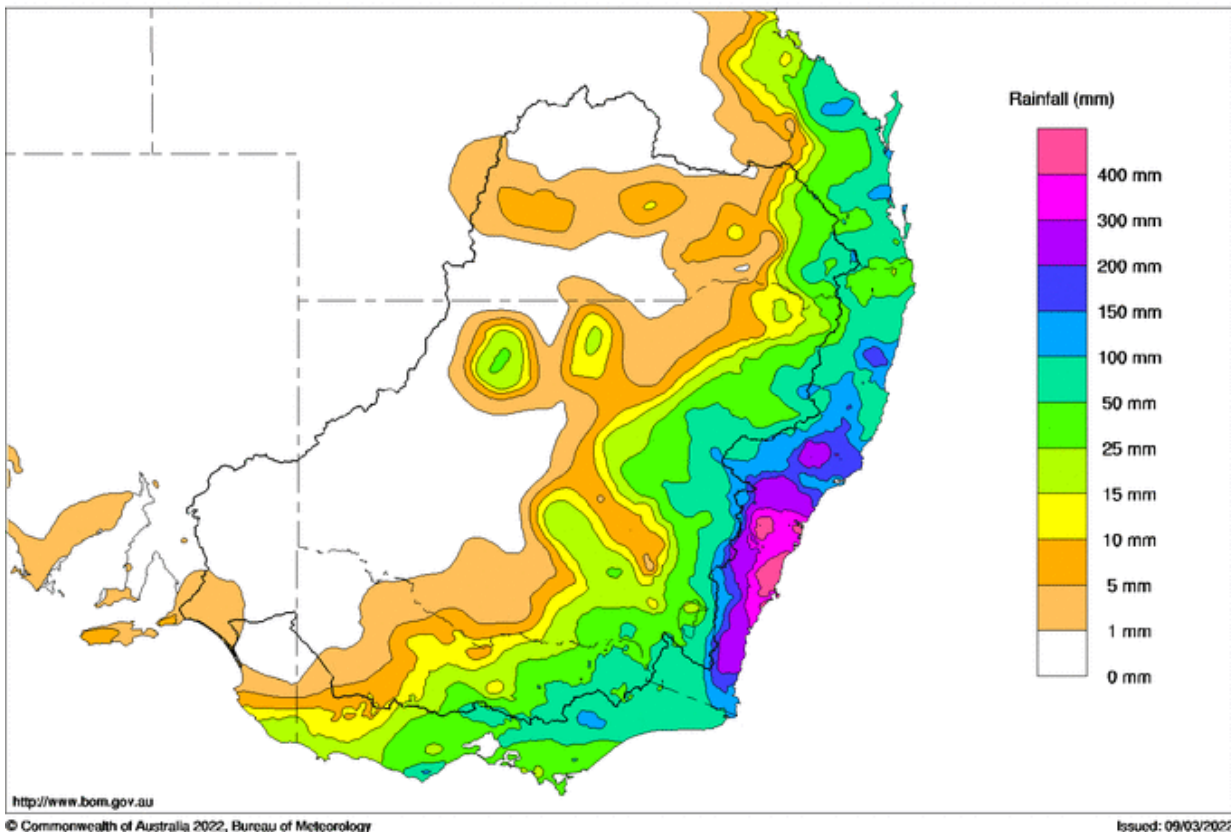 Rainfall (mm)
400 mm
300 mm
200 mm
150 mm
100 mm
50 mm
25 mm
15 mm
10 mm
5 mm
1 mm
0 mm
http://www.bom.gov.au
© Commonwealth of Australia 2022, Bureau of Meteorology
Issued: 09/03/2022